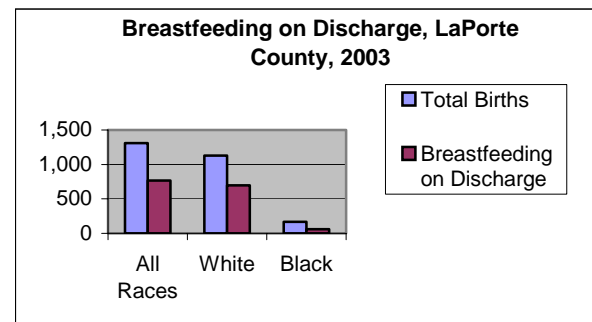 Breastfeeding on Discharge, LaPorte
County, 2003
Total Births
Breastfeeding
on Discharge
1,500
1,000
500
0
All
Races
White
Black